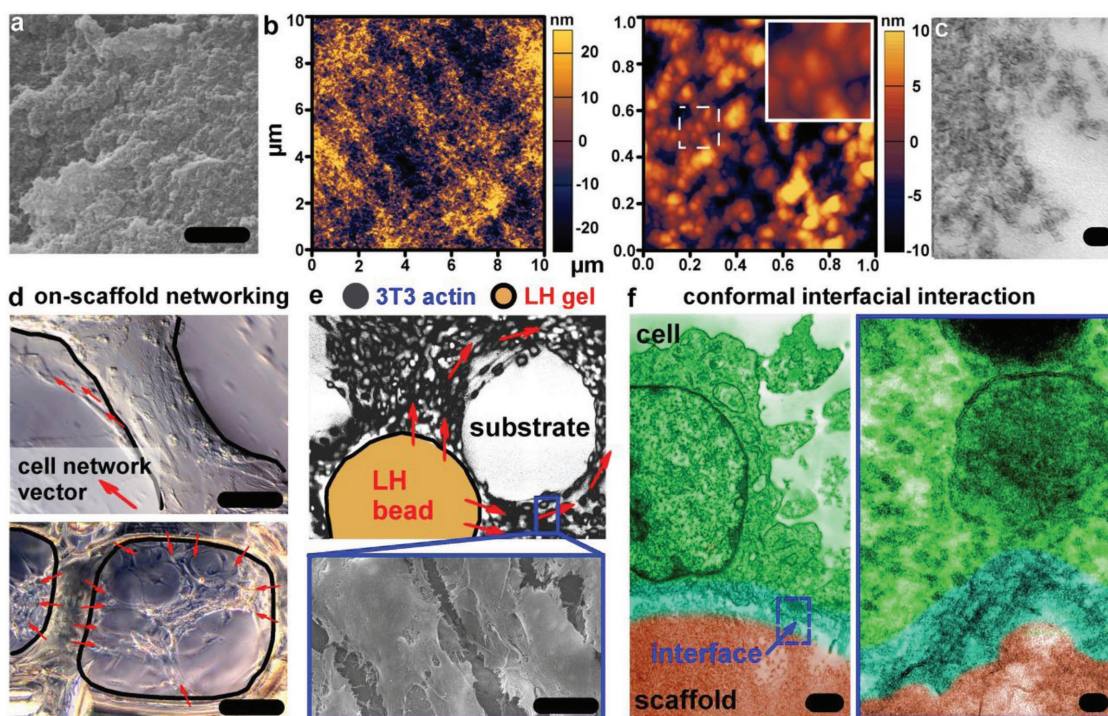 a
b
nm
10
8
6
4
2
0
μm
0 2 4 6 8 10
μm
20
10
0
-10
-20
1.0
0.8
0.6
0.4
0.2
0.0
0.0 0.2 0.4 0.6 0.8 1.0
nm
10
5
0
-5
-10
C
d on-scaffold networking
cell network
vector
e 3T3 actin LH gel
substrate
LH
bead
f conformal interfacial interaction
cell
Interface
scaffold